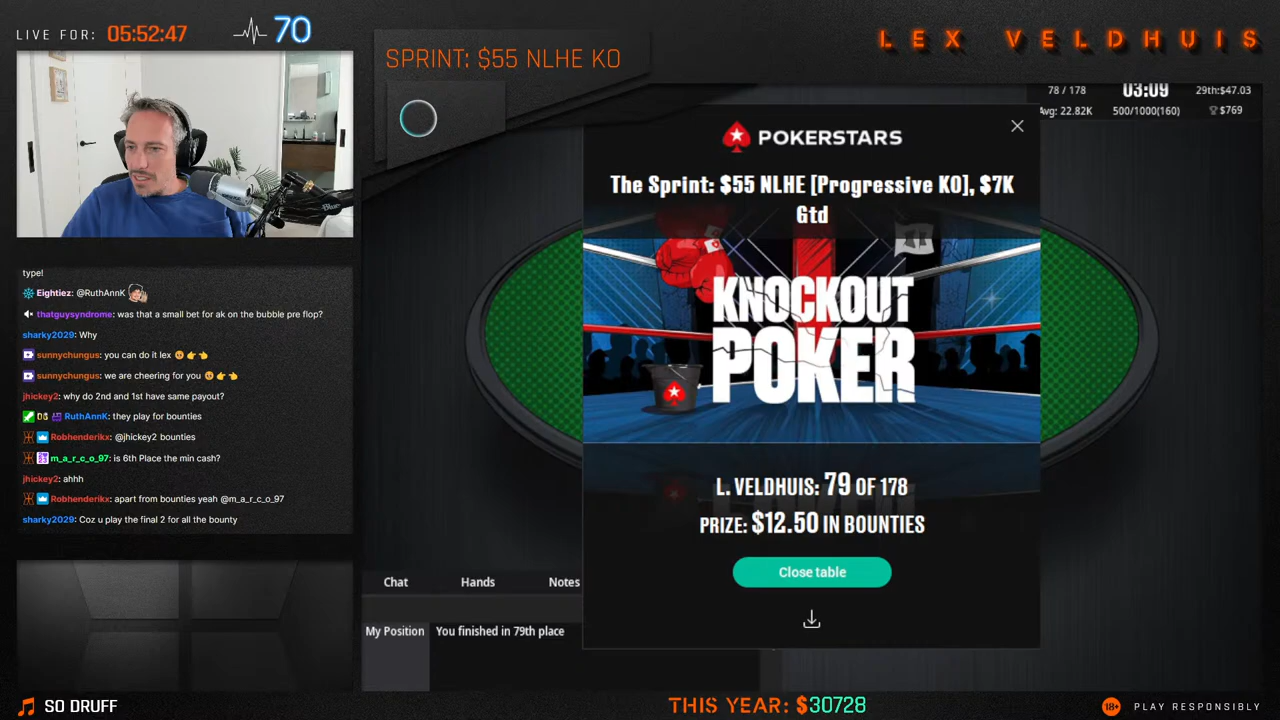 LIVE FOR: 05:52:47
70
SPRINT: $55 NLHE KO
LEX VELDHUIS
78 / 178
03:09
29th:$47.03
Avg: 22.82K
500/1000(160)
$769
POKERSTARS
The Sprint: $55 NLHE [Progressive KO], $7K
Gtd
KNOCKOUT
POKER
L. VELDHUIS: 79 OF 178
PRIZE: $12.50 IN BOUNTIES
Close table
type!
Eightiez: @RuthAnnK
thatguysyndrome: was that a small bet for ak on the bubble pre flop?
sharky2029: Why
sunnychungus: you can do it lex 😡 👉 👈
sunnychungus: we are cheering for you 😡 👉 👈
jhickey2: why do 2nd and 1st have same payout?
RuthAnnK: they play for bounties
Robhenderikx: @jhickey2 bounties
m_a_r_c_o_97: is 6th Place the min cash?
jhickey2: ahhh
Robhenderikx: apart from bounties yeah @m_a_r_c_o_97
sharky2029: Coz u play the final 2 for all the bounty
Chat Hands Notes
My Position You finished in 79th place
SO DRUFF
THIS YEAR: $30728
18+ PLAY RESPONSIBLY